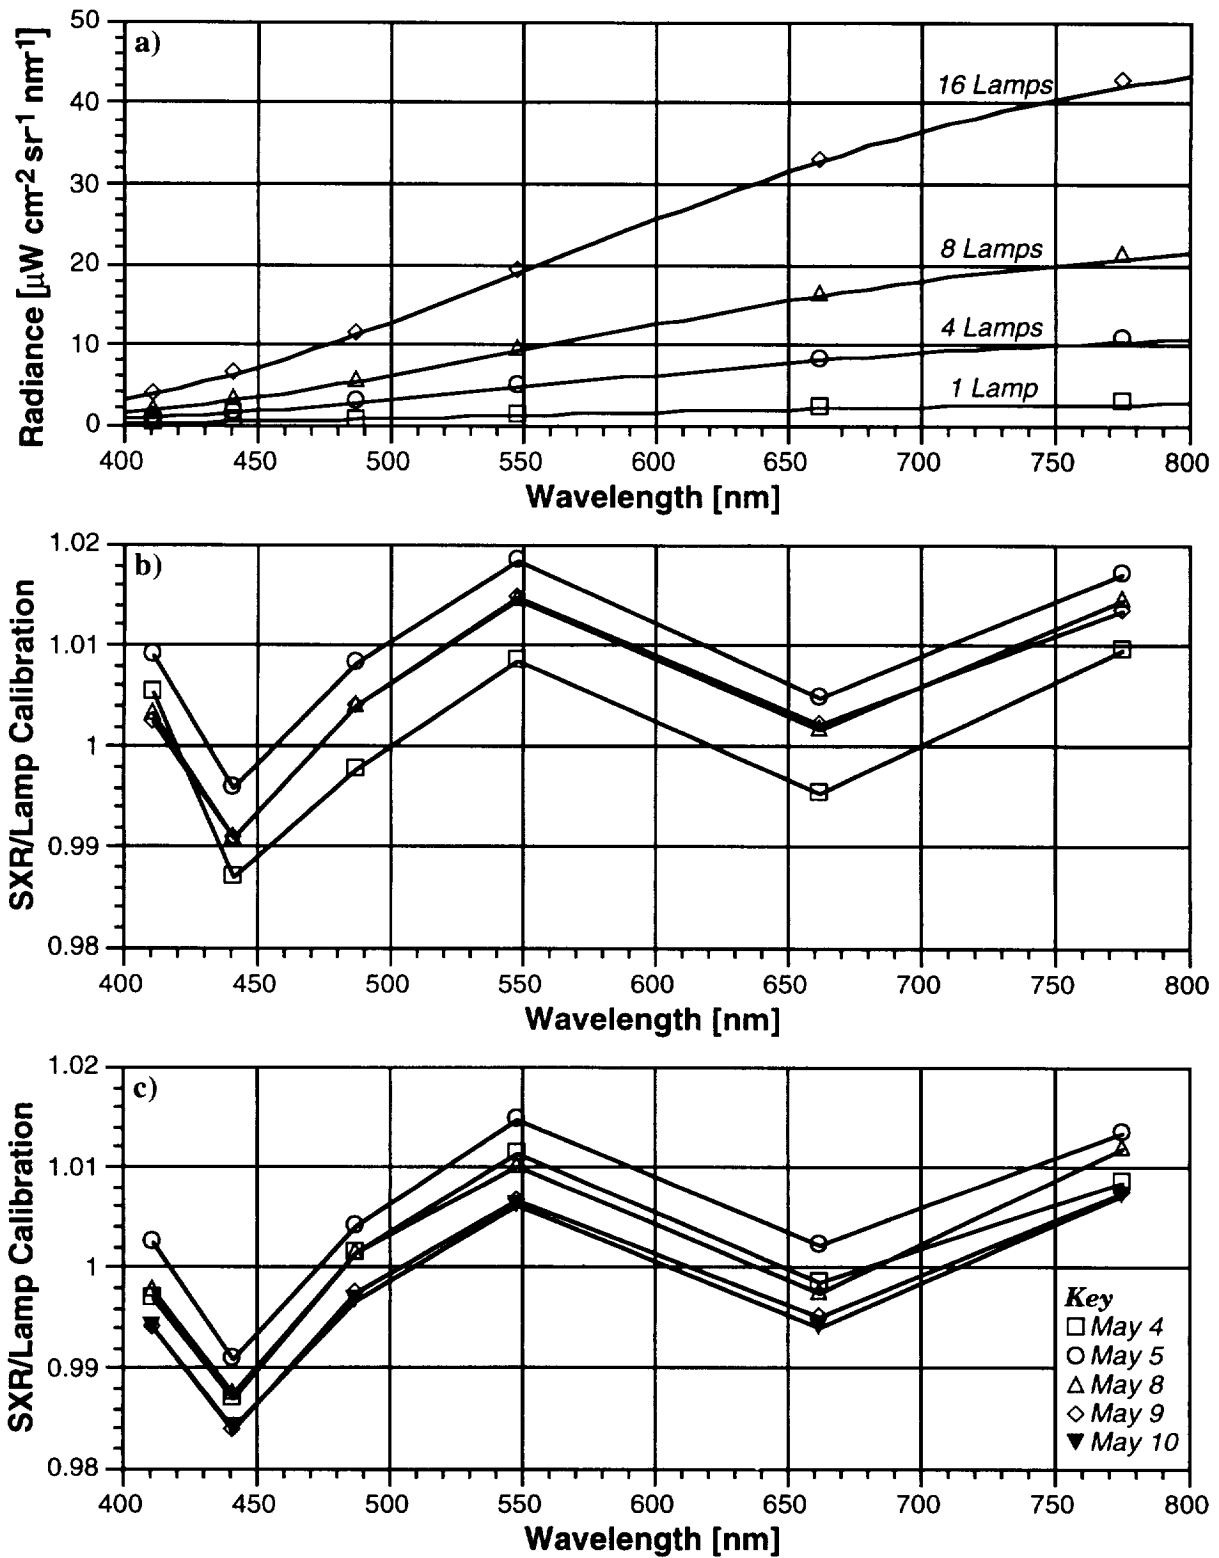 a)
Radiance [μW cm-2 sr-1 nm-1]
50
40
30
20
10
0
16 Lamps
8 Lamps
4 Lamps
1 Lamp
400 450 500 550 600 650 700 750 800
Wavelength [nm]
b)
SXR/Lamp Calibration
1.02
1.01
1
0.99
0.98
400 450 500 550 600 650 700 750 800
Wavelength [nm]
c)
SXR/Lamp Calibration
1.02
1.01
1
0.99
0.98
Key
May 4
May 5
May 8
May 9
May 10
400 450 500 550 600 650 700 750 800
Wavelength [nm]